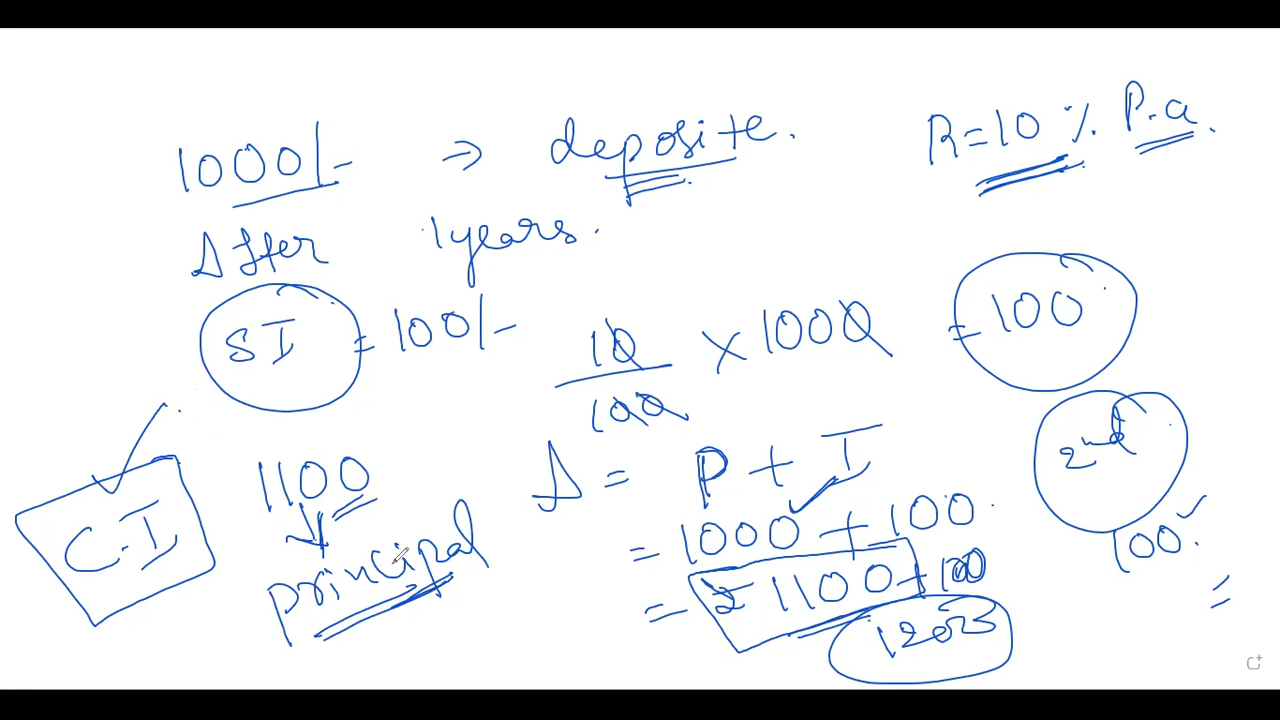 1000/- → deposite. R=10% P.a.
After 1years.
SI = 100/- 10/100 × 1000 = 100
2nd
A = P + I
1100
C.I
= 1000 + 100
100.
principal
= ₹ 1100 + 100
=